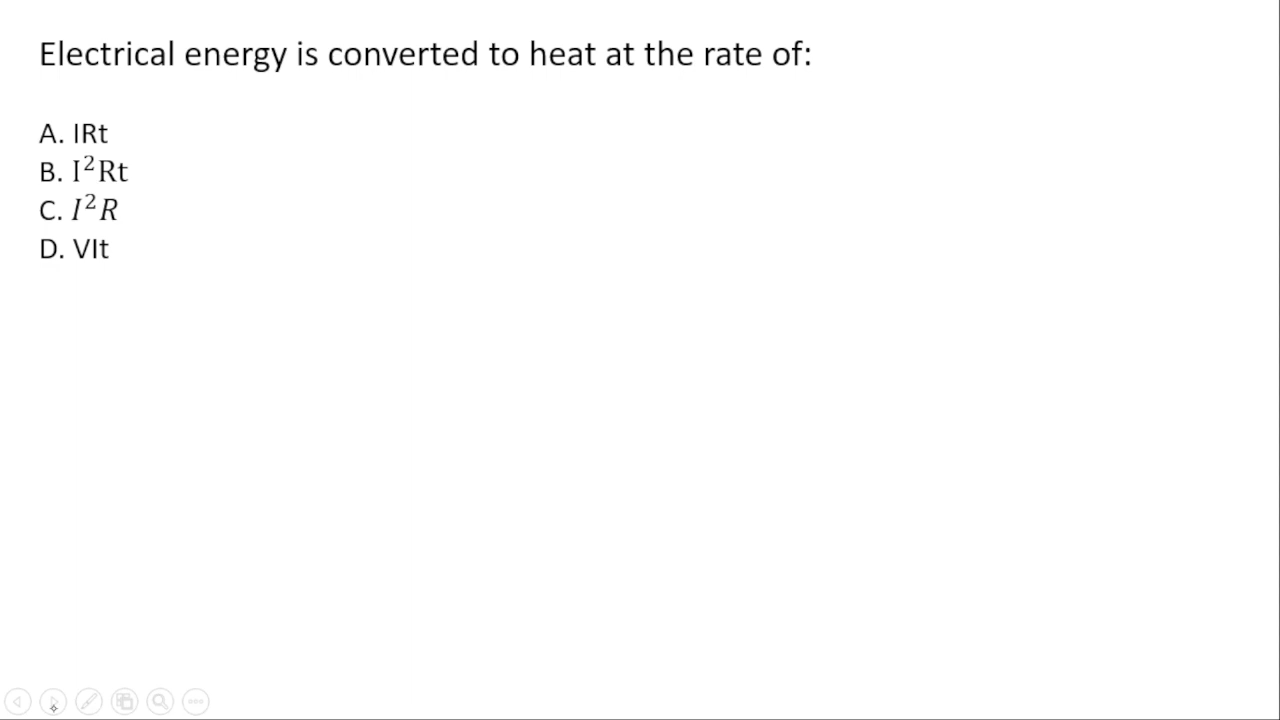 Electrical energy is converted to heat at the rate of:
A. IRt
B. I²Rt
C. I²R
D. VIt